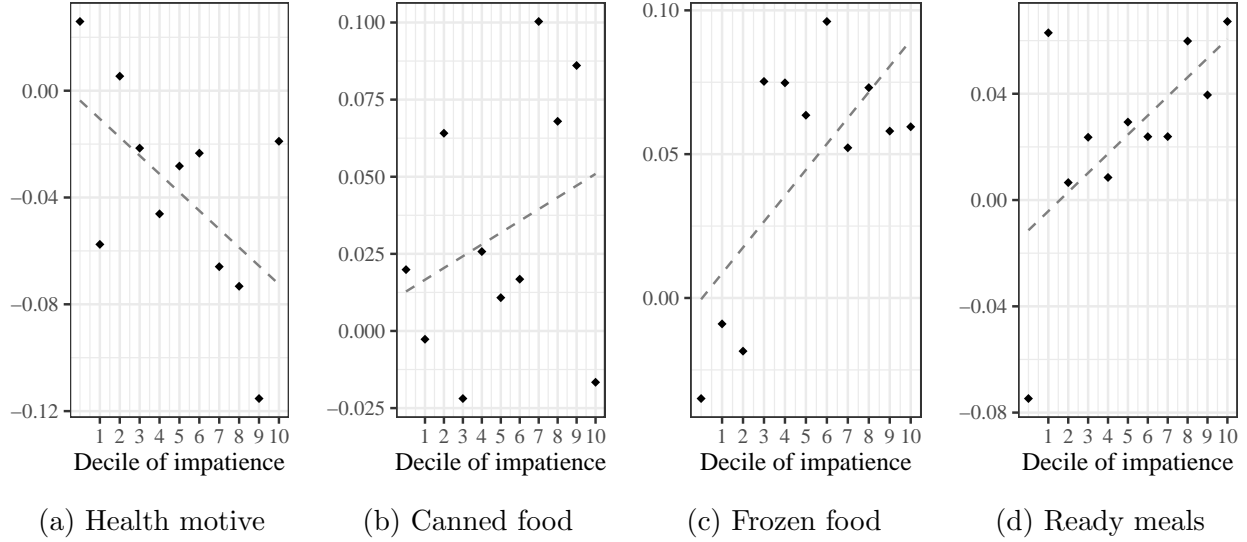 0.00
−0.04
−0.08
−0.12
1 2 3 4 5 6 7 8 9 10
Decile of impatience
(a) Health motive
0.100
0.075
0.050
0.025
0.000
−0.025
1 2 3 4 5 6 7 8 9 10
Decile of impatience
(b) Canned food
0.10
0.05
0.00
1 2 3 4 5 6 7 8 9 10
Decile of impatience
(c) Frozen food
0.04
0.00
−0.04
−0.08
1 2 3 4 5 6 7 8 9 10
Decile of impatience
(d) Ready meals